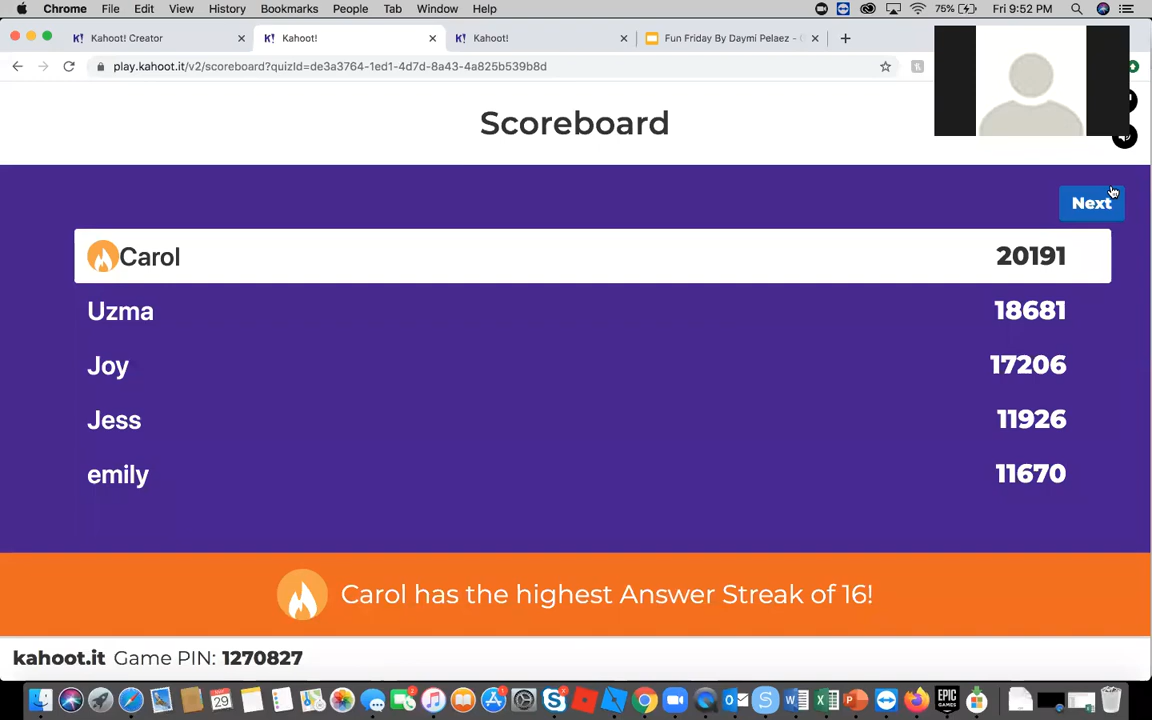 Chrome File Edit View History Bookmarks People Tab Window Help 75% Fri 9:52 PM
K! Kahoot! Creator K! Kahoot! K! Kahoot! Fun Friday By Daymi Pelaez -
play.kahoot.it/v2/scoreboard?quizId=de3a3764-1ed1-4d7d-8a43-4a825b539b8d
Scoreboard
Next
Carol 20191
Uzma 18681
Joy 17206
Jess 11926
emily 11670
Carol has the highest Answer Streak of 16!
kahoot.it Game PIN: 1270827